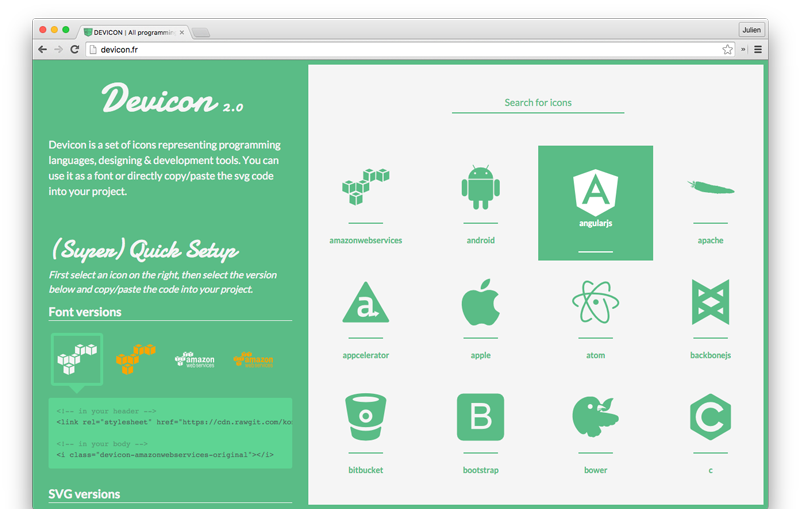 DEVICON | All programming
Julien
devicon.fr
Devicon 2.0
Devicon is a set of icons representing programming
languages, designing & development tools. You can
use it as a font or directly copy/paste the svg code
into your project.
(Super) Quick Setup
First select an icon on the right, then select the version
below and copy/paste the code into your project.
Font versions
amazon
webservices
amazon
webservices
<!-- in your header -->
<link rel="stylesheet" href="https://cdn.rawgit.com/ko
<!-- in your body -->
<i class="devicon-amazonwebservices-original"></i>
SVG versions
Search for icons
amazonwebservices
android
angularjs
apache
appcelerator
apple
atom
backbonejs
bitbucket
bootstrap
bower
c